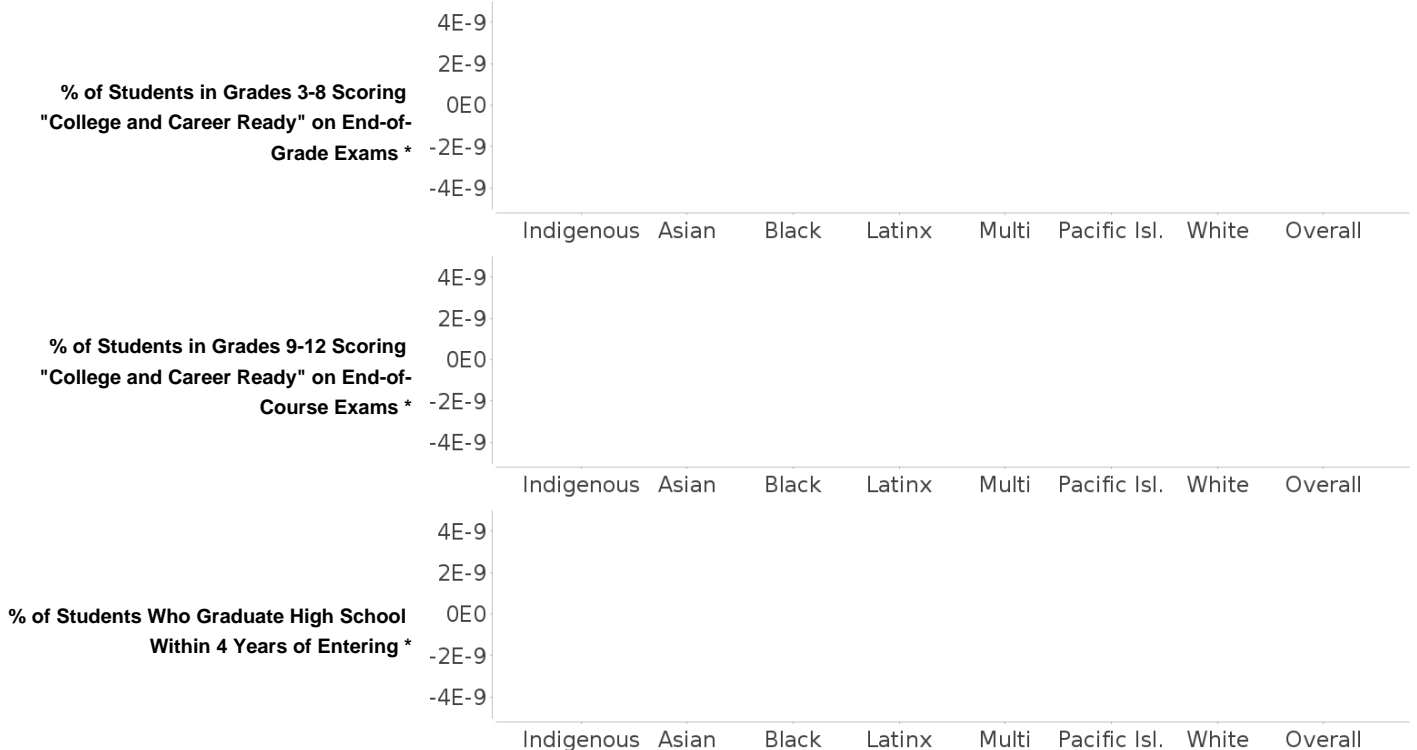 4E-9
2E-9
0E0
-2E-9
-4E-9
% of Students in Grades 3-8 Scoring
"College and Career Ready" on End-of-
Grade Exams *
Indigenous Asian Black Latinx Multi Pacific Isl. White Overall
4E-9
2E-9
0E0
-2E-9
-4E-9
% of Students in Grades 9-12 Scoring
"College and Career Ready" on End-of-
Course Exams *
Indigenous Asian Black Latinx Multi Pacific Isl. White Overall
4E-9
2E-9
0E0
-2E-9
-4E-9
% of Students Who Graduate High School
Within 4 Years of Entering *
Indigenous Asian Black Latinx Multi Pacific Isl. White Overall